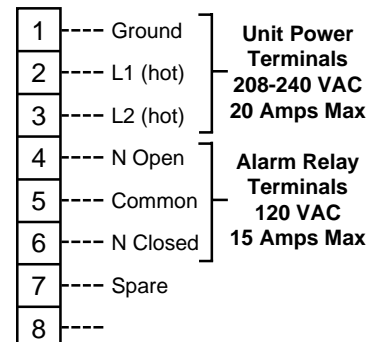 1 Ground
2 L1 (hot)
3 L2 (hot)
Unit Power
Terminals
208-240 VAC
20 Amps Max
4 N Open
5 Common
6 N Closed
Alarm Relay
Terminals
120 VAC
15 Amps Max
7 Spare
8